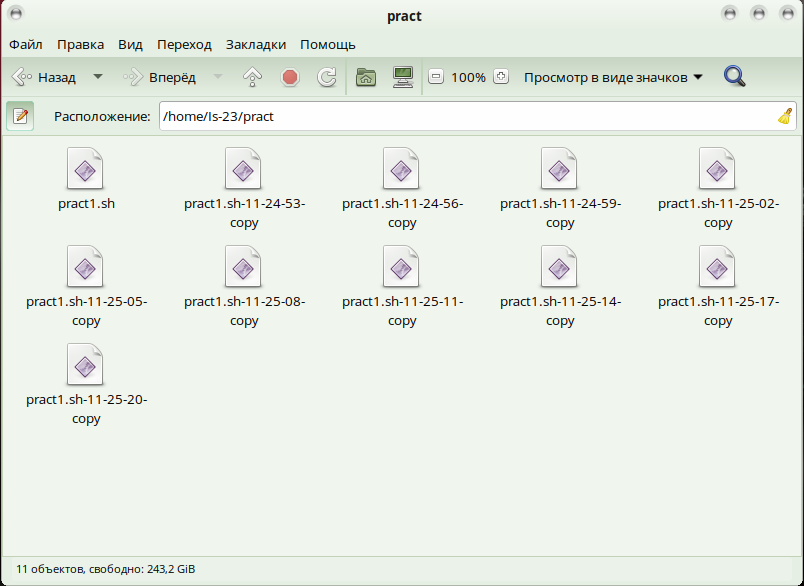 pract
Файл Правка Вид Переход Закладки Помощь
Назад Вперёд 100% Просмотр в виде значков
Расположение: /home/Is-23/pract
pract1.sh pract1.sh-11-24-53- pract1.sh-11-24-56- pract1.sh-11-24-59- pract1.sh-11-25-02-
copy copy copy copy
pract1.sh-11-25-05- pract1.sh-11-25-08- pract1.sh-11-25-11- pract1.sh-11-25-14- pract1.sh-11-25-17-
copy copy copy copy copy
pract1.sh-11-25-20-
copy
11 объектов, свободно: 243,2 GiB